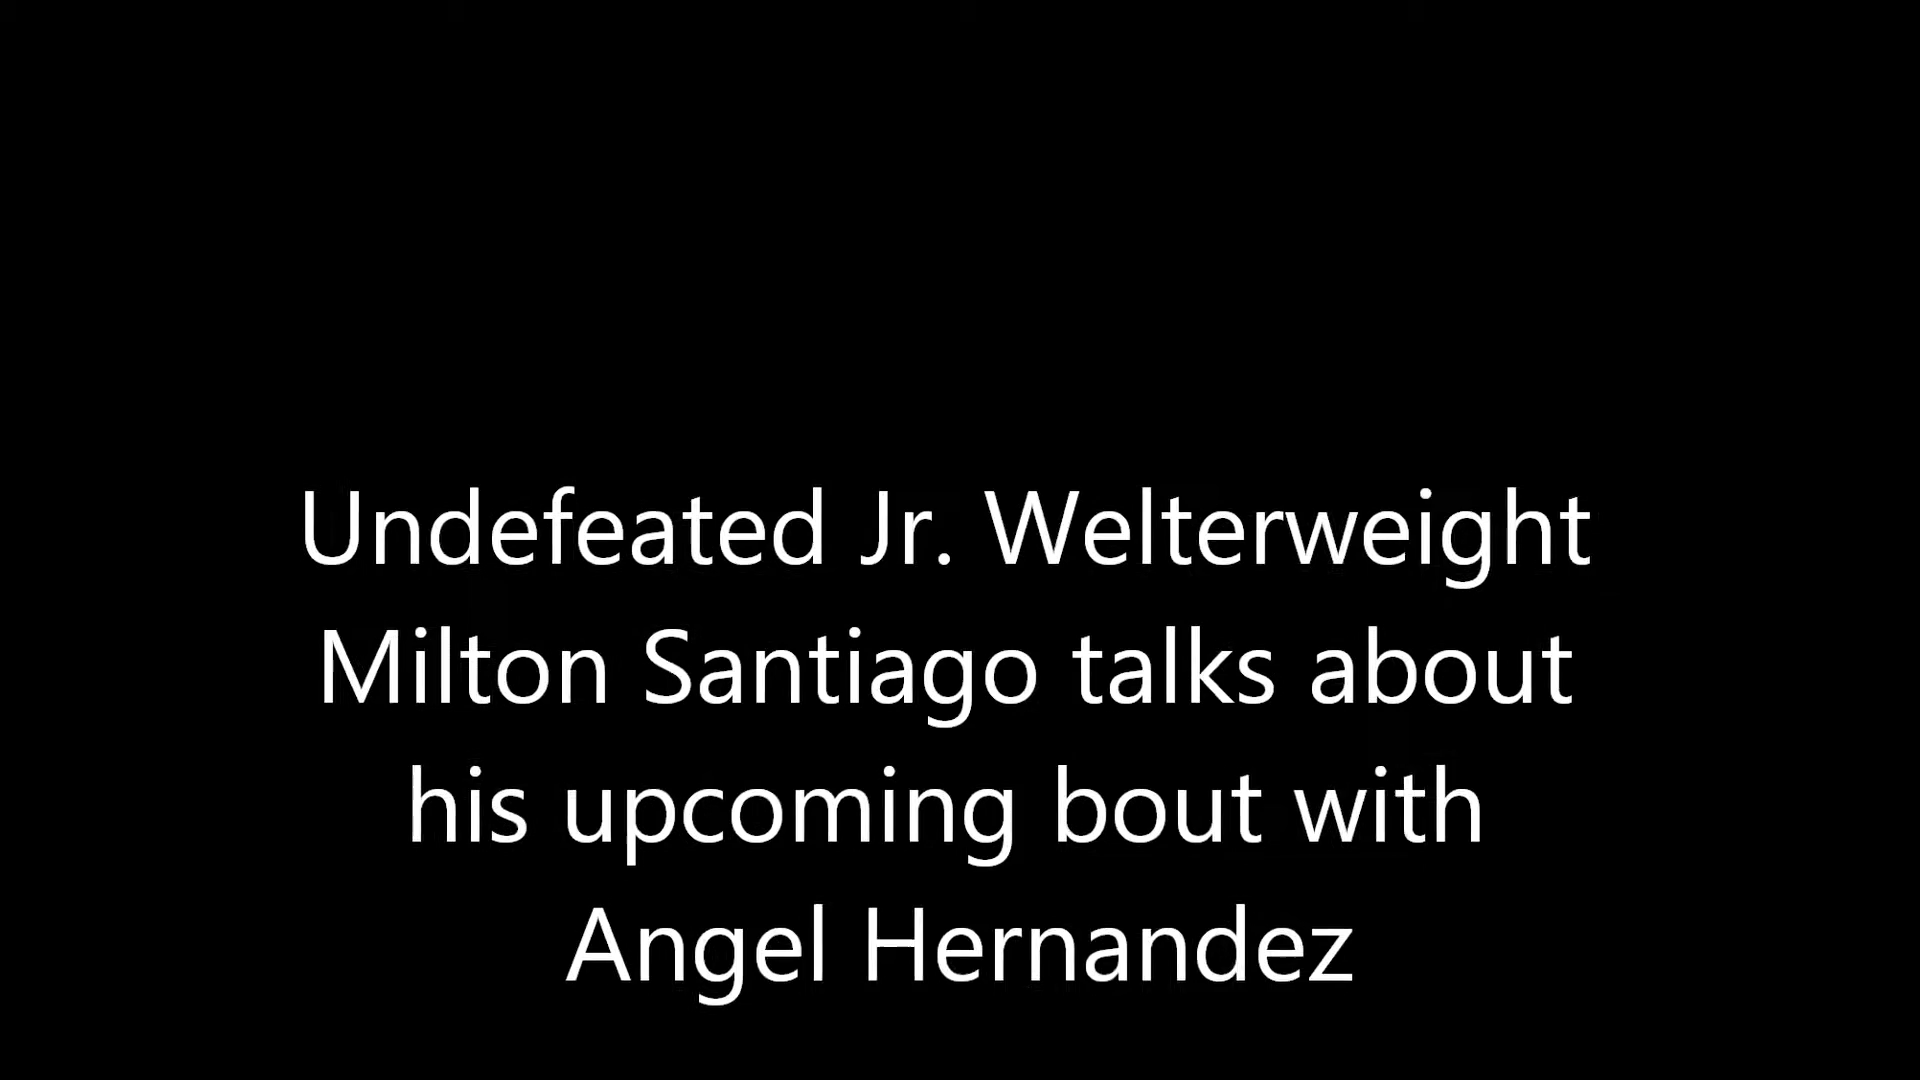 Undefeated Jr. Welterweight
Milton Santiago talks about
his upcoming bout with
Angel Hernandez